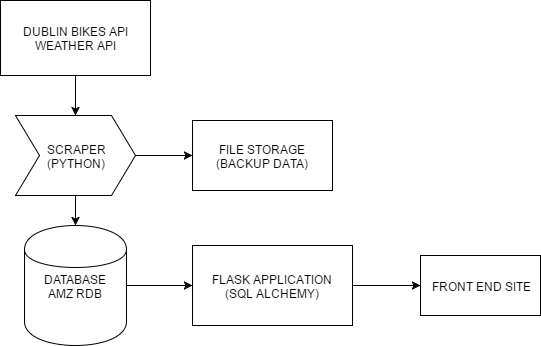 DUBLIN BIKES API
WEATHER API
SCRAPER
(PYTHON)
FILE STORAGE
(BACKUP DATA)
DATABASE
AMZ RDB
FLASK APPLICATION
(SQL ALCHEMY)
FRONT END SITE